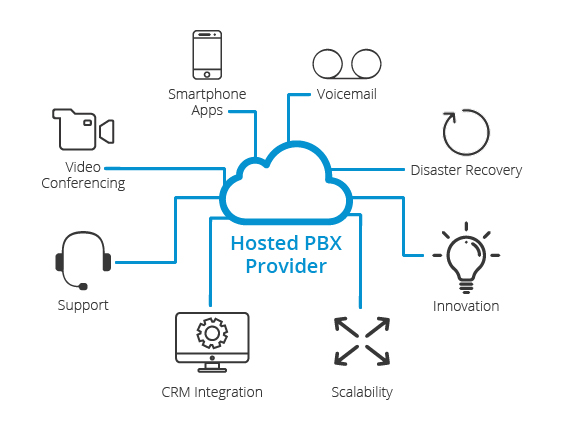 Smartphone
Apps
Voicemail
Video
Conferencing
Disaster Recovery
Hosted PBX
Provider
Support
Innovation
CRM Integration
Scalability